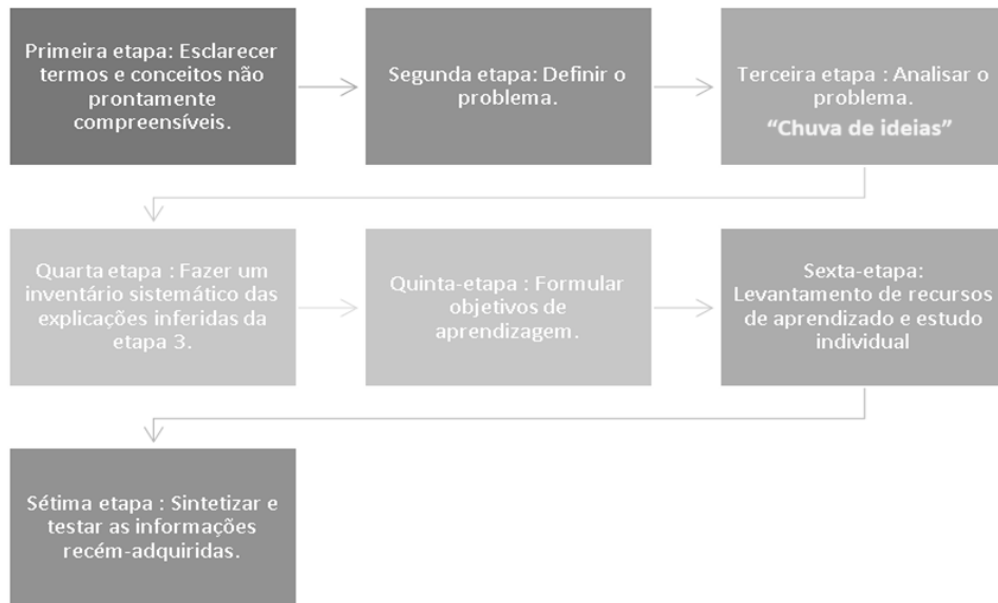 Primeira etapa: Esclarecer
termos e conceitos não
prontamente
compreensíveis.
Segunda etapa: Definir o
problema.
Terceira etapa : Analisar o
problema.
“Chuva de ideias”
Quarta etapa : Fazer um
inventário sistemático das
explicações inferidas da
etapa 3.
Quinta-etapa : Formular
objetivos de
aprendizagem.
Sexta-etapa:
Levantamento de recursos
de aprendizado e estudo
individual
Sétima etapa : Sintetizar e
testar as informações
recém-adquiridas.